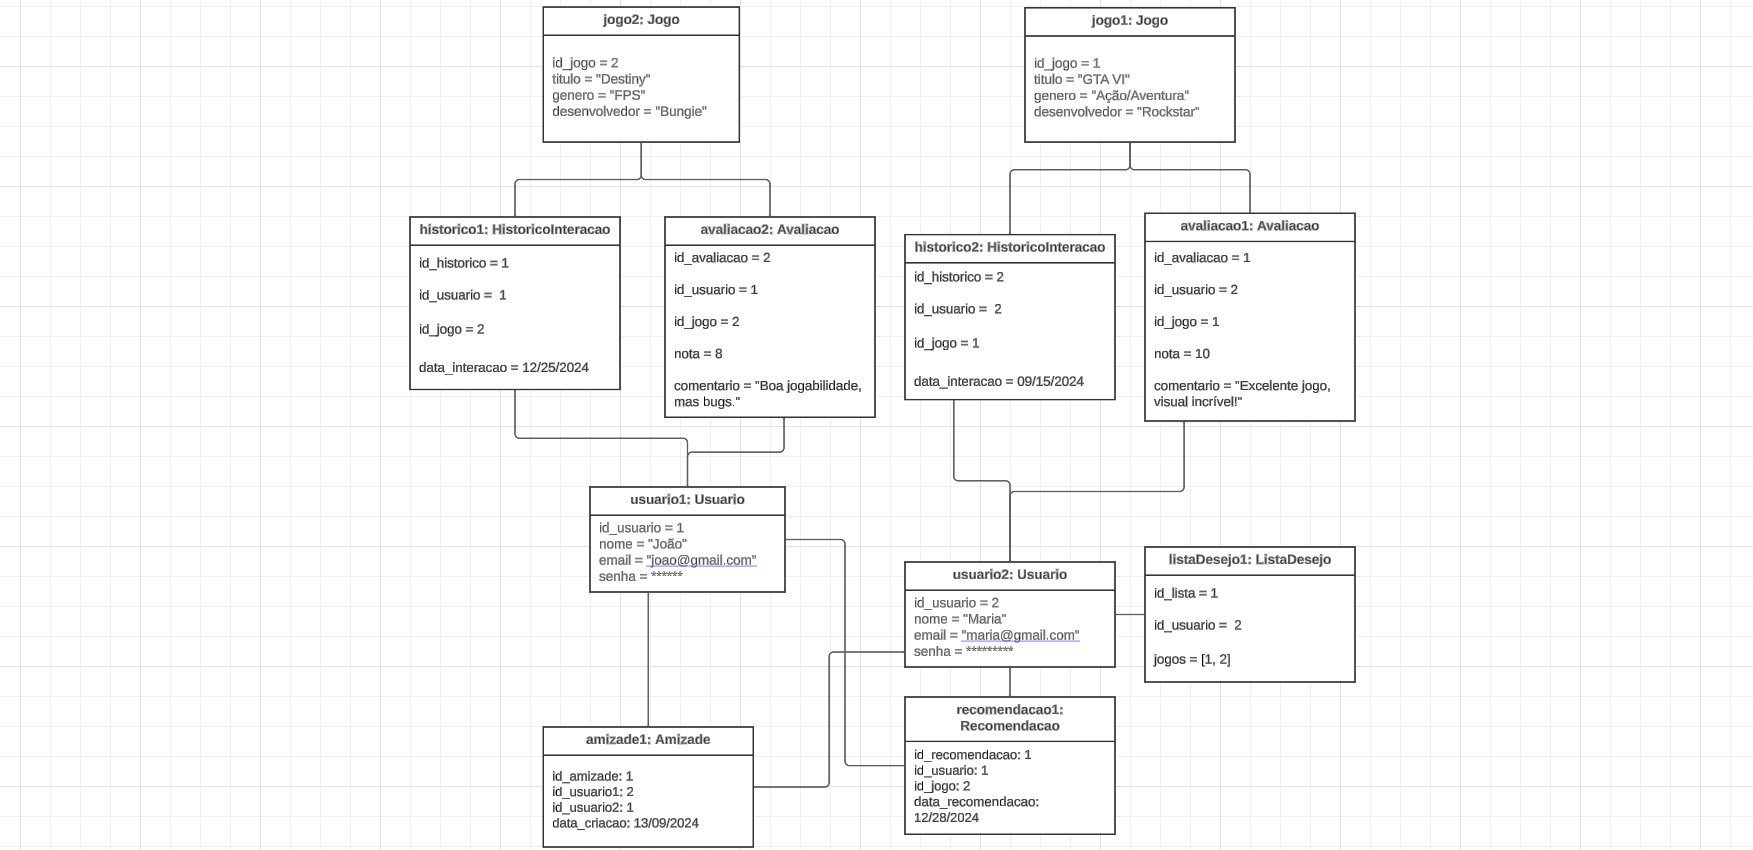 jogo2: Jogo
id_jogo = 2
titulo = "Destiny"
genero = "FPS"
desenvolvedor = "Bungie"
jogo1: Jogo
id_jogo = 1
titulo = "GTA VI"
genero = "Ação/Aventura"
desenvolvedor = "Rockstar"
historico1: HistoricoInteracao
id_historico = 1
id_usuario =  1
id_jogo = 2
data_interacao = 12/25/2024
avaliacao2: Avaliacao
id_avaliacao = 2
id_usuario = 1
id_jogo = 2
nota = 8
comentario = "Boa jogabilidade,
mas bugs."
historico2: HistoricoInteracao
id_historico = 2
id_usuario =  2
id_jogo = 1
data_interacao = 09/15/2024
avaliacao1: Avaliacao
id_avaliacao = 1
id_usuario = 2
id_jogo = 1
nota = 10
comentario = "Excelente jogo,
visual incrível!"
usuario1: Usuario
id_usuario = 1
nome = "João"
email = "joao@gmail.com"
senha = ******
usuario2: Usuario
id_usuario = 2
nome = "Maria"
email = "maria@gmail.com"
senha = *********
listaDesejo1: ListaDesejo
id_lista = 1
id_usuario =  2
jogos = [1, 2]
amizade1: Amizade
id_amizade: 1
id_usuario1: 2
id_usuario2: 1
data_criacao: 13/09/2024
recomendacao1:
Recomendacao
id_recomendacao: 1
id_usuario: 1
id_jogo: 2
data_recomendacao:
12/28/2024